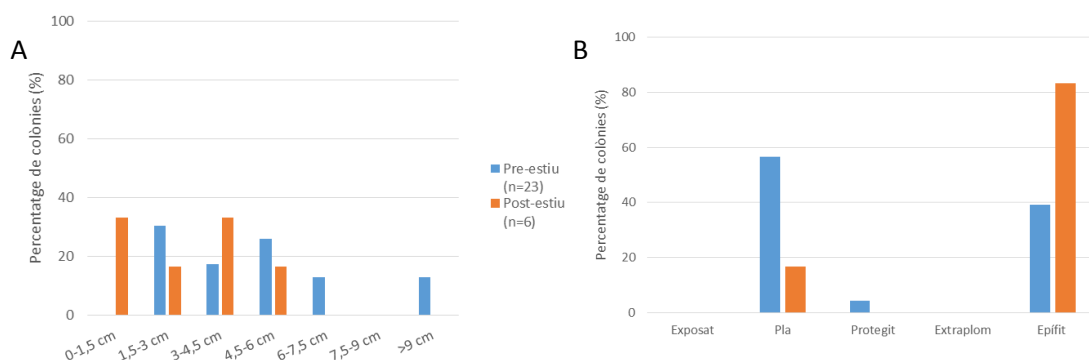 A
Percentatge de colònies (%)
100
80
60
40
20
0
0-1,5 cm
1,5-3 cm
3-4,5 cm
4,5-6 cm
6-7,5 cm
7,5-9 cm
>9 cm
Pre-estiu
(n=23)
Post-estiu
(n=6)
B
Percentatge de colònies (%)
100
80
60
40
20
0
Exposat
Pla
Protegit
Extraplom
Epífit